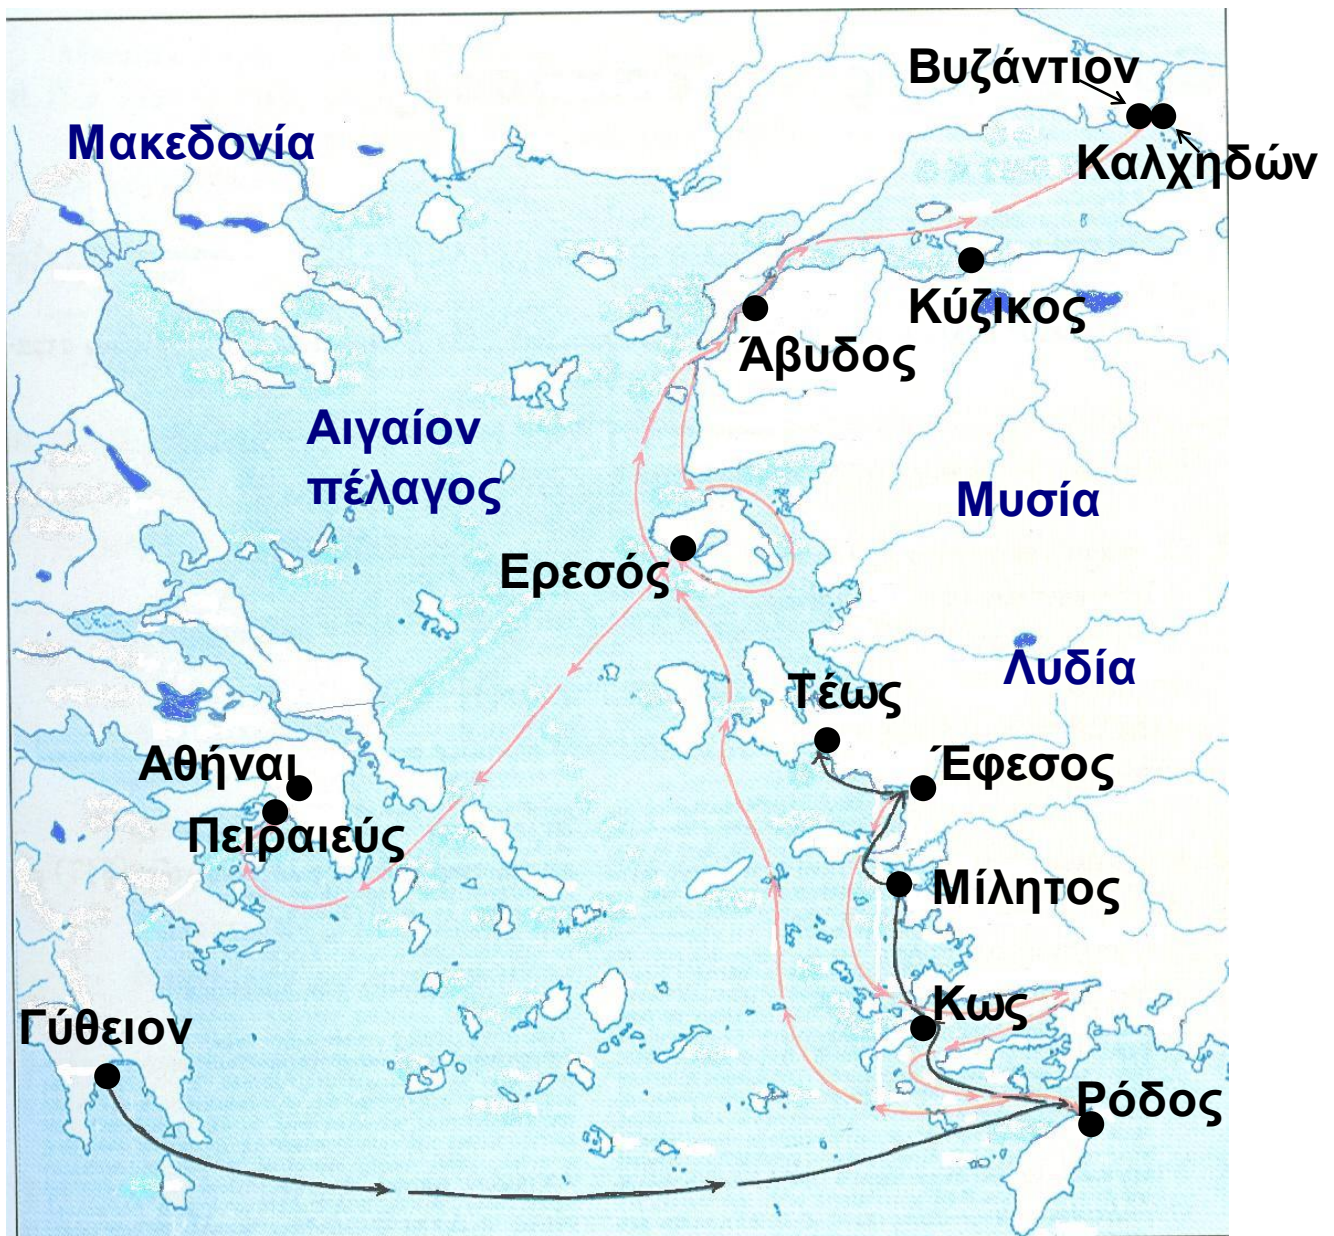 Βυζάντιον
Μακεδονία
Καλχηδών
Κύζικος
Άβυδος
Αιγαίον
πέλαγος
Μυσία
Ερεσός
Λυδία
Τέως
Αθήναι
Έφεσος
Πειραιεύς
Μίλητος
Κως
Γύθειον
Ρόδος